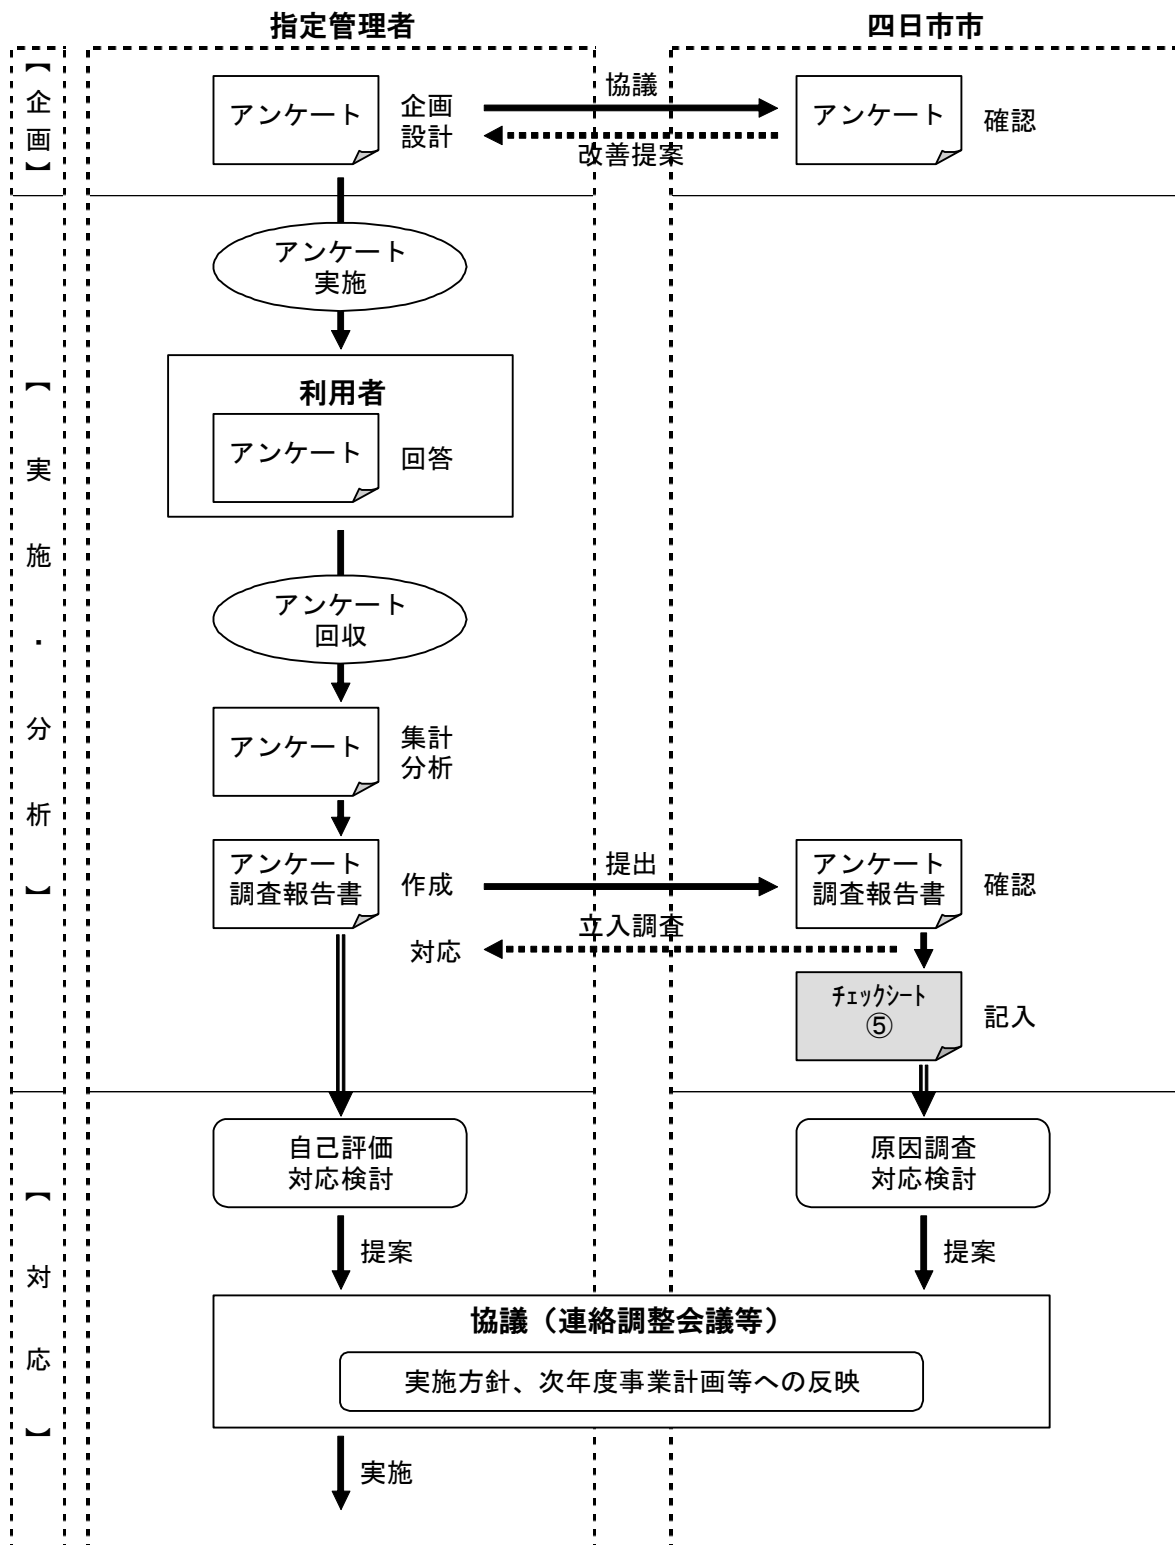 指定管理者
四日市市
【企画】
アンケート
企画
設計
協議
改善提案
アンケート
確認
【実施・分析】
アンケート
実施
利用者
アンケート
回答
アンケート
回収
アンケート
集計
分析
アンケート
調査報告書
作成
提出
アンケート
調査報告書
確認
立入調査
対応
ﾁｪｯｸｼｰﾄ
⑤
記入
【対応】
自己評価
対応検討
原因調査
対応検討
提案
提案
協議（連絡調整会議等）
実施方針、次年度事業計画等への反映
実施